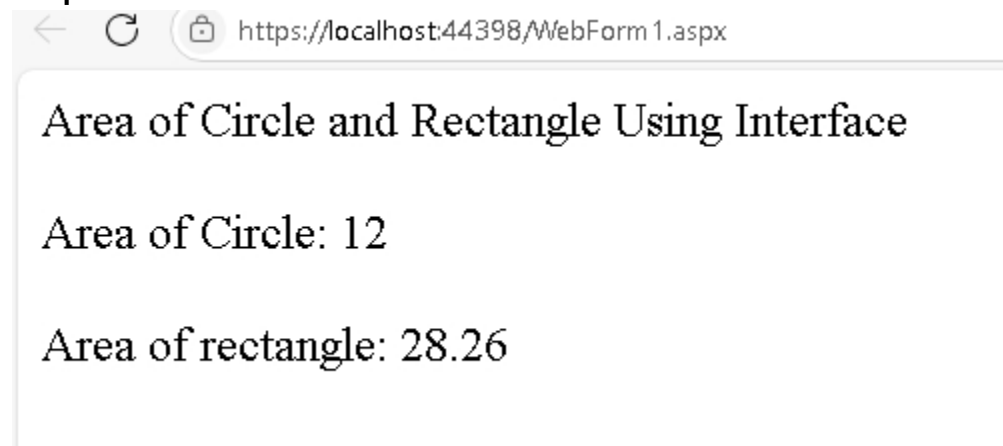 https://localhost:44398/WebForm1.aspx
Area of Circle and Rectangle Using Interface
Area of Circle: 12
Area of rectangle: 28.26